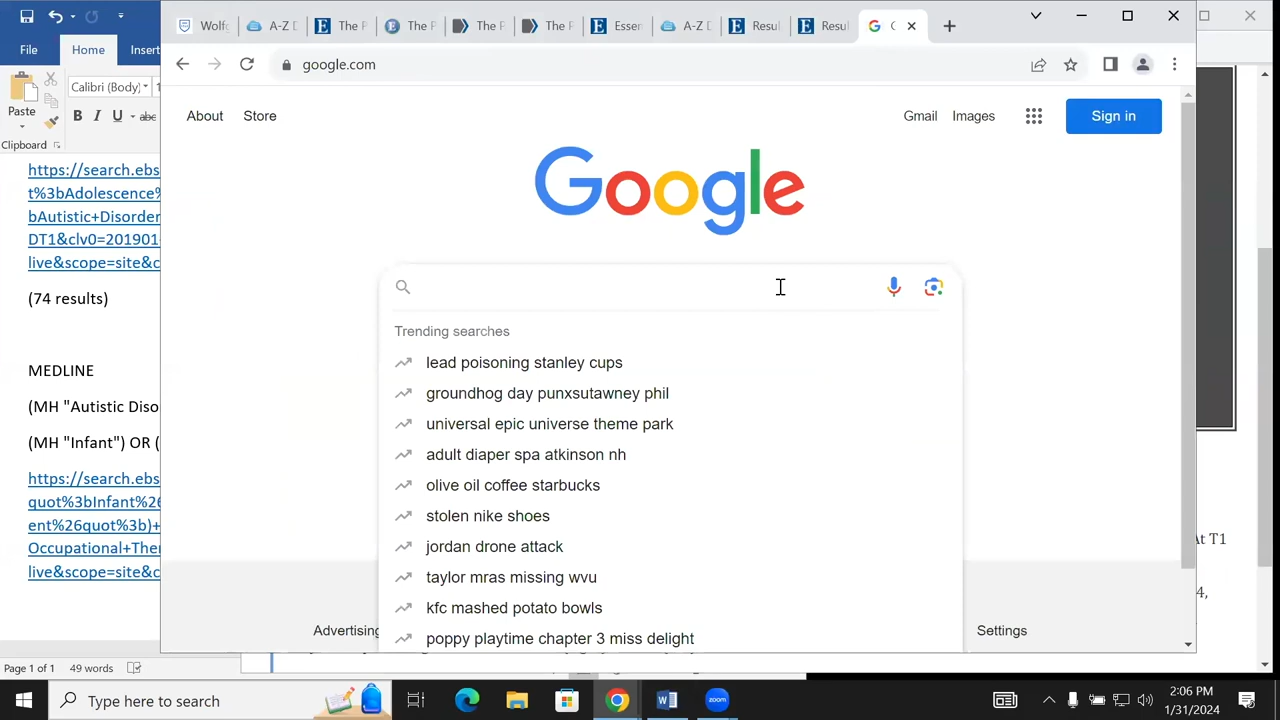 Wolf
A-Z D
The P
The P
The P
The P
Essen
A-Z D
Resul
Resul
File
Home
Insert
google.com
Calibri (Body)
Paste
B I U abc
Clipboard
About
Store
Gmail
Images
Sign in
Google
https://search.ebs
t%3bAdolescence%
bAutistic+Disorder
DT1&clv0=201901
live&scope=site&c
(74 results)
MEDLINE
(MH "Autistic Diso
(MH "Infant") OR (
https://search.ebs
quot%3bInfant%26
ent%26quot%3b)+
Occupational+Ther
live&scope=site&c
Trending searches
lead poisoning stanley cups
groundhog day punxsutawney phil
universal epic universe theme park
adult diaper spa atkinson nh
olive oil coffee starbucks
stolen nike shoes
jordan drone attack
taylor mras missing wvu
kfc mashed potato bowls
poppy playtime chapter 3 miss delight
Advertising
Settings
At T1
4,
Page 1 of 1
49 words
Type here to search
zoom
2:06 PM
1/31/2024